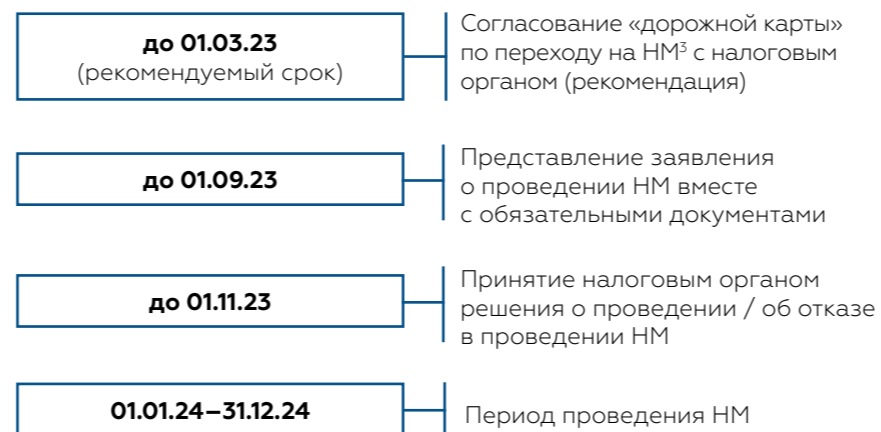 до 01.03.23
(рекомендуемый срок)
Согласование «дорожной карты»
по переходу на НМ³ с налоговым
органом (рекомендация)
до 01.09.23
Представление заявления
о проведении НМ вместе
с обязательными документами
до 01.11.23
Принятие налоговым органом
решения о проведении / об отказе
в проведении НМ
01.01.24–31.12.24
Период проведения НМ